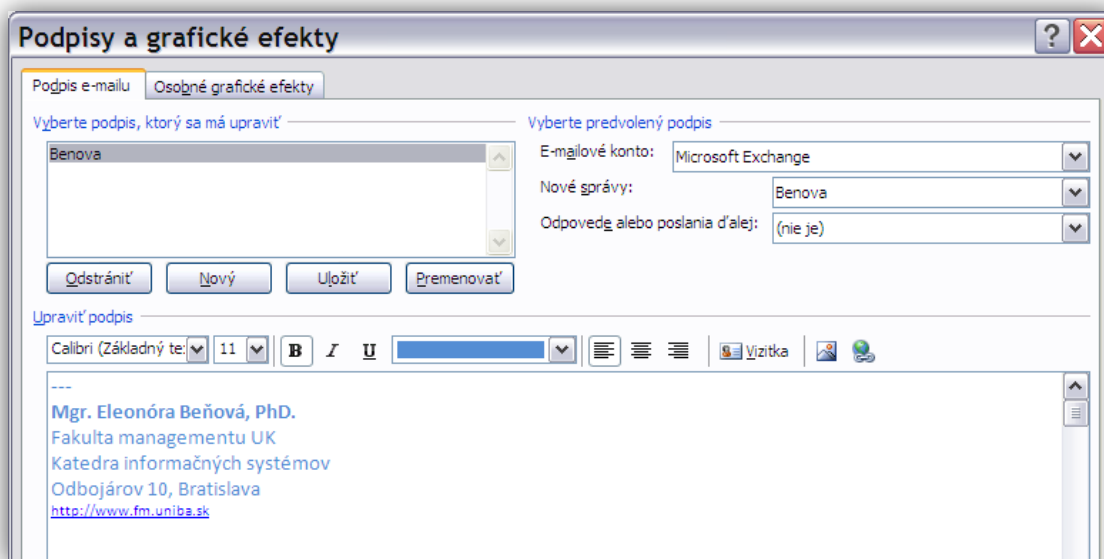 Podpisy a grafické efekty
Podpis e-mailu
Osobné grafické efekty
Vyberte podpis, ktorý sa má upraviť
Benova
Odstrániť
Nový
Uložiť
Premenovať
Vyberte predvolený podpis
E-mailové konto:
Microsoft Exchange
Nové správy:
Benova
Odpovede alebo poslania ďalej:
(nie je)
Upraviť podpis
Calibri (Základný te:
11
B
I
U
Vizitka
---
Mgr. Eleonóra Beňová, PhD.
Fakulta managementu UK
Katedra informačných systémov
Odbojárov 10, Bratislava
http://www.fm.uniba.sk